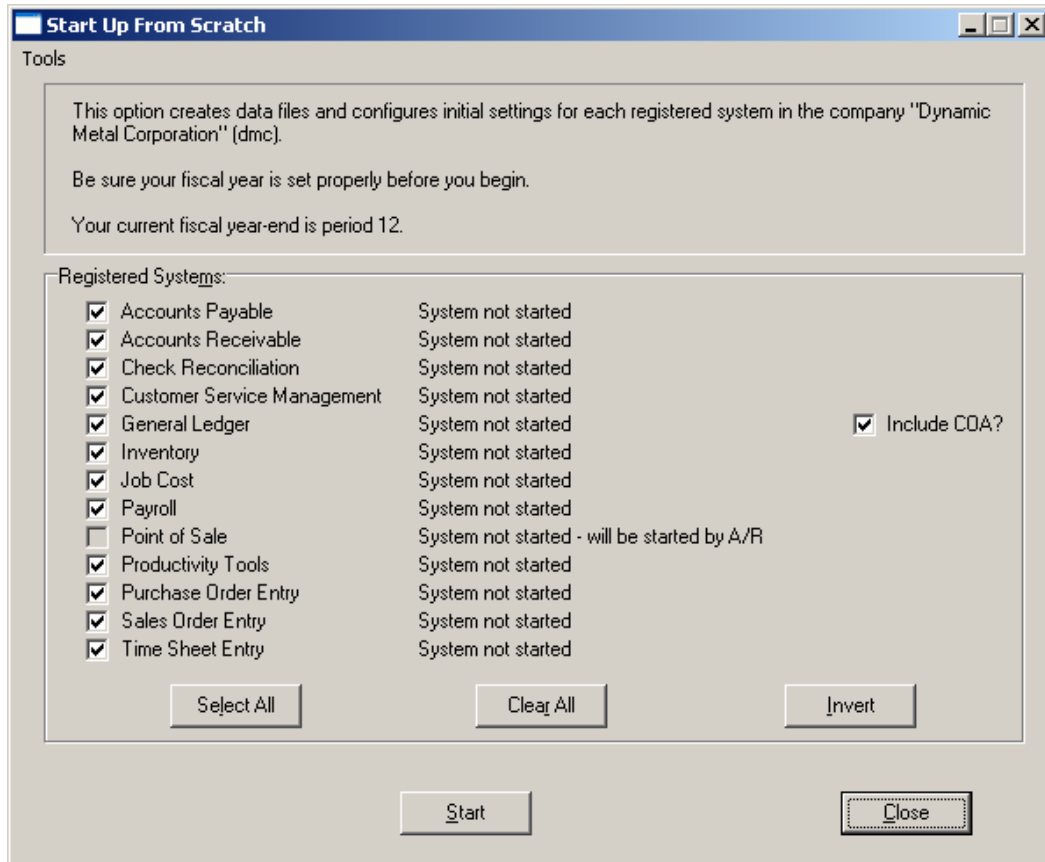 Start Up From Scratch
Tools
This option creates data files and configures initial settings for each registered system in the company "Dynamic
Metal Corporation" (dmc).
Be sure your fiscal year is set properly before you begin.
Your current fiscal year-end is period 12.
Registered Systems:
Accounts Payable System not started
Accounts Receivable System not started
Check Reconciliation System not started
Customer Service Management System not started
General Ledger System not started Include COA?
Inventory System not started
Job Cost System not started
Payroll System not started
Point of Sale System not started - will be started by A/R
Productivity Tools System not started
Purchase Order Entry System not started
Sales Order Entry System not started
Time Sheet Entry System not started
Select All Clear All Invert
Start Close